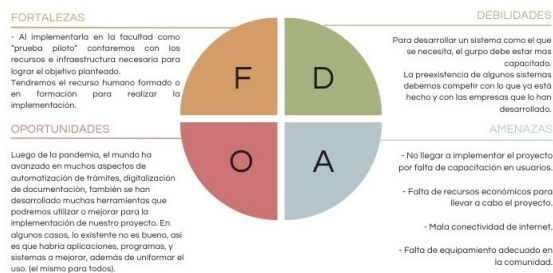 FORTALEZAS
- Al implementarla en la facultad como
"prueba piloto" contaremos con los
recursos e infraestructura necesaria para
lograr el objetivo planteado.
Tendremos el recurso humano formado o
en formación para realizar la
implementación.
DEBILIDADES
Para desarrollar un sistema como el que
se necesita, el gurpo debe estar mas
capacitado.
La preexistencia de algunos sistemas
debemos competir con lo que ya está
hecho y con las empresas que lo han
desarrollado.
F
D
OPORTUNIDADES
Luego de la pandemia, el mundo ha
avanzado en muchos aspectos de
automatización de trámites, digitalización
de documentación, también se han
desarrollado muchas herramientas que
podremos utilizar o mejorar para la
implementación de nuestro proyecto. En
algunos casos, lo existente no es bueno, así
es que habria aplicaciones, programas, y
sistemas a mejorar, además de uniformar el
uso. (el mismo para todos).
O
A
AMENAZAS
- No llegar a implementar el proyecto
por falta de capacitación en usuarios.
- Falta de recursos económicos para
llevar a cabo el proyecto.
- Mala conectividad de internet.
- Falta de equipamiento adecuado en
la comunidad.